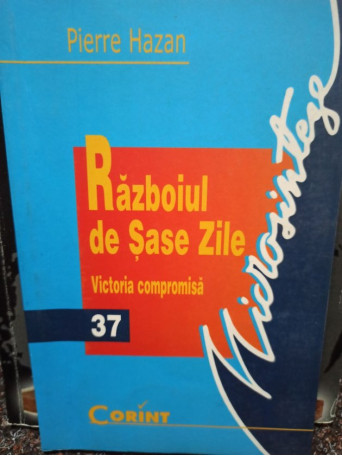 Pierre Hazan
Războiul
de Șase Zile
Victoria compromisă
37
Microsinteze
CORINT